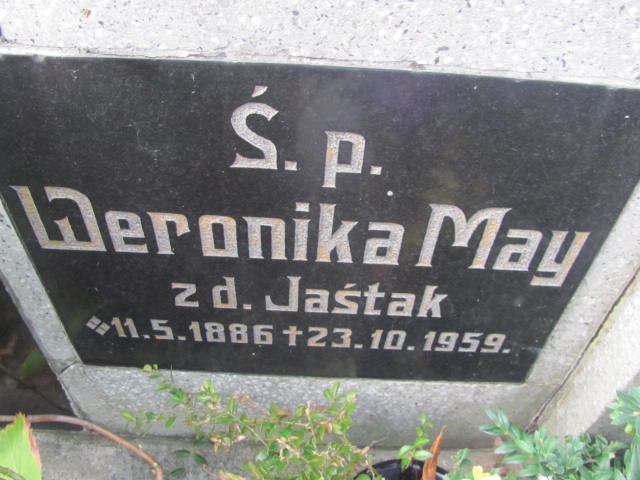 Ś. p.
Weronika May
z d. Jaśtak
11.5.1886 † 23.10.1959.